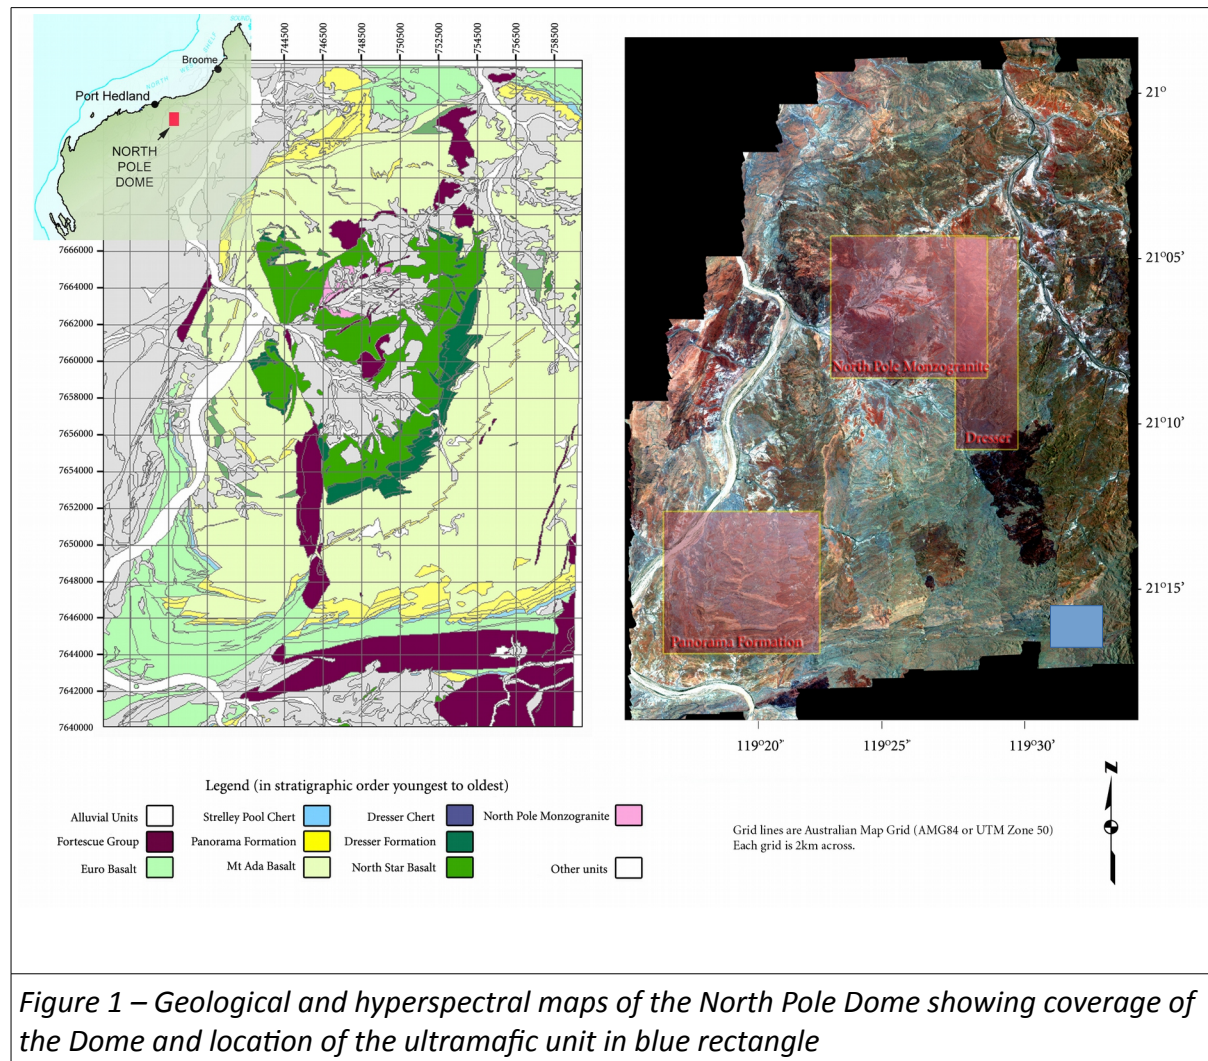 BOUND
SHELF
WEST
NORTH
Broome
Port Hedland
NORTH
POLE
DOME
744500
746500
748500
750500
752500
754500
756500
758500
7666000
7664000
7662000
7660000
7658000
7656000
7654000
7652000
7650000
7648000
7646000
7644000
7642000
7640000
North Pole Monzogranite
Dresser
Panorama Formation
21°
21°05'
21°10'
21°15'
119°20'
119°25'
119°30'
Legend (in stratigraphic order youngest to oldest)
Alluvial Units Strelley Pool Chert Dresser Chert North Pole Monzogranite
Fortescue Group Panorama Formation Dresser Formation
Euro Basalt Mt Ada Basalt North Star Basalt Other units
Grid lines are Australian Map Grid (AMG84 or UTM Zone 50)
Each grid is 2km across.
N
Figure 1 – Geological and hyperspectral maps of the North Pole Dome showing coverage of
the Dome and location of the ultramafic unit in blue rectangle